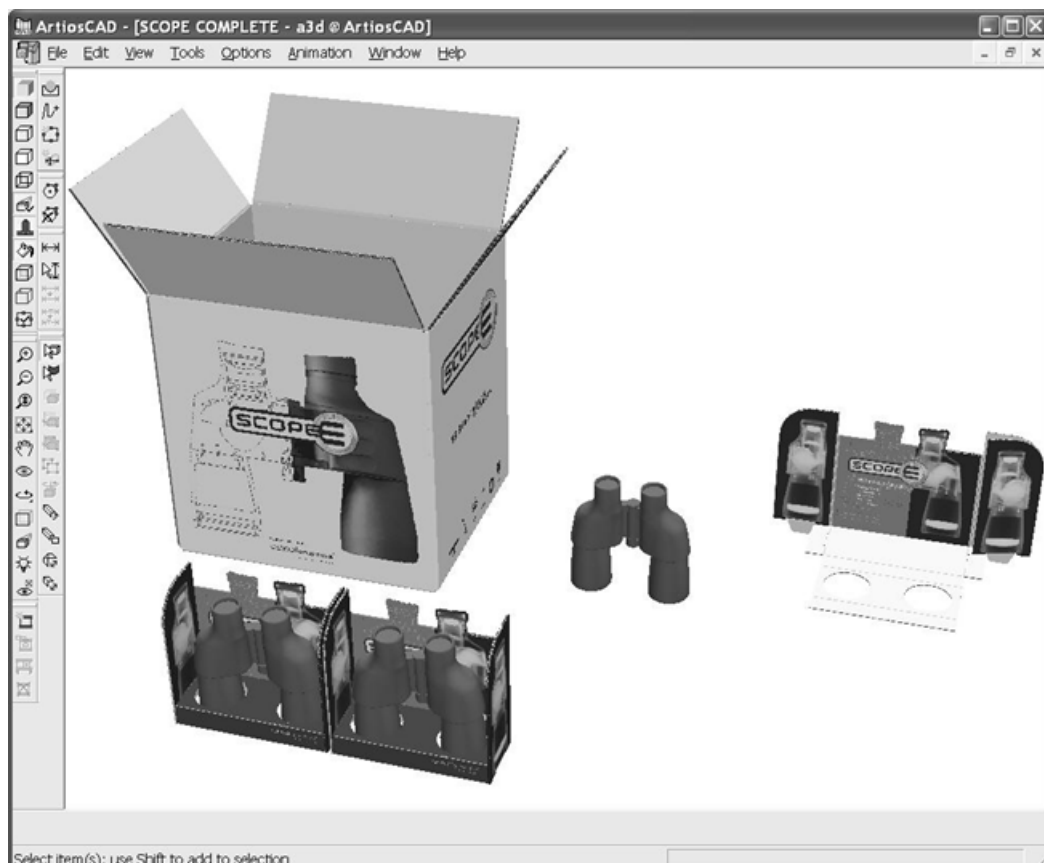 ArtiosCAD - [SCOPE COMPLETE - a3d @ ArtiosCAD]
File Edit View Tools Options Animation Window Help
SCOPE
SCOPE
SCOPE
Select item(s); use Shift to add to selection